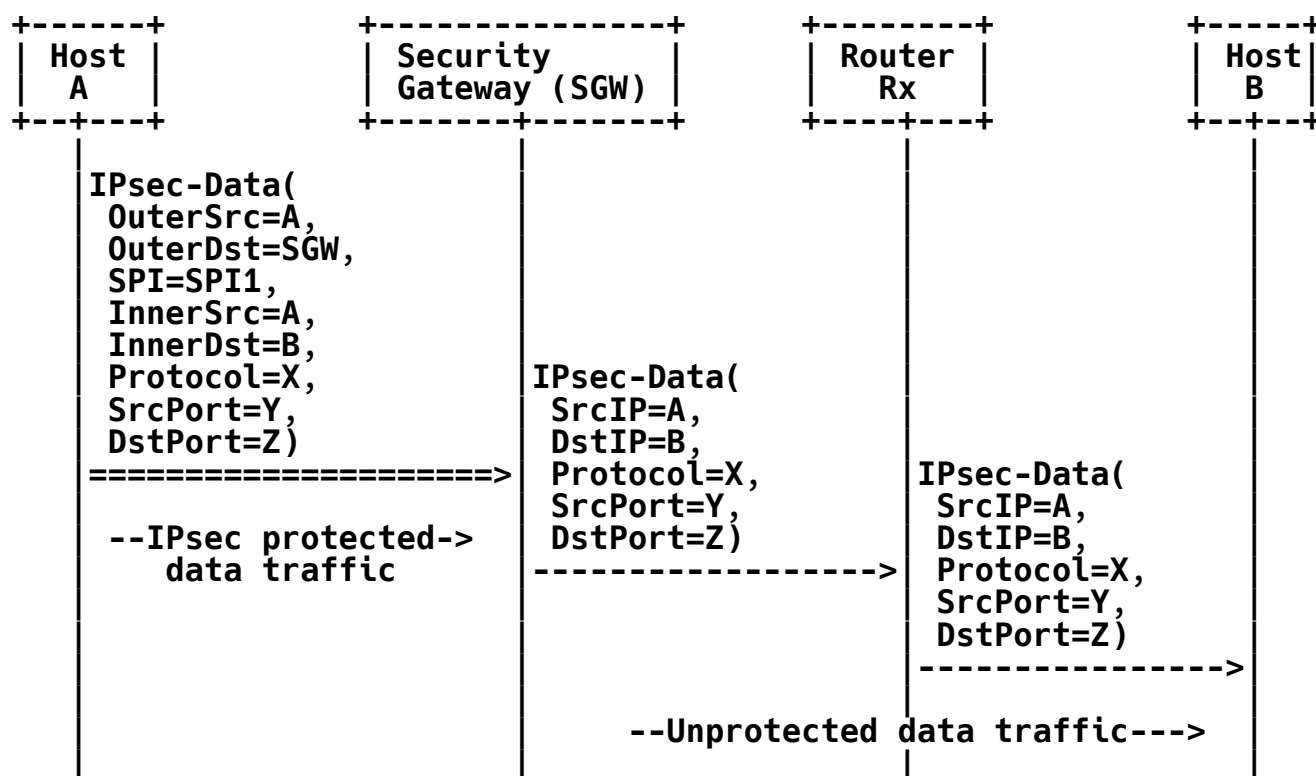 +------+          +---------------+      +--------+          +-----+
| Host |          | Security      |      | Router |          | Host|
|  A   |          | Gateway (SGW) |      |   Rx   |          |  B  |
+--+---+          +-------+-------+      +----+---+          +--+--+
   |                      |                   |                 |
   |IPsec-Data(           |                   |                 |
   | OuterSrc=A,          |                   |                 |
   | OuterDst=SGW,        |                   |                 |
   | SPI=SPI1,            |                   |                 |
   | InnerSrc=A,          |                   |                 |
   | InnerDst=B,          |                   |                 |
   | Protocol=X,          |IPsec-Data(        |                 |
   | SrcPort=Y,           | SrcIP=A,          |                 |
   | DstPort=Z)           | DstIP=B,          |                 |
   |=====================>| Protocol=X,       |IPsec-Data(      |
   |                      | SrcPort=Y,        | SrcIP=A,        |
   | --IPsec protected->  | DstPort=Z)        | DstIP=B,        |
   |    data traffic      |------------------>| Protocol=X,     |
   |                      |                   | SrcPort=Y,      |
   |                      |                   | DstPort=Z)      |
   |                      |                   |---------------->|
   |                      |                   |                 |
   |                      |     --Unprotected data traffic--->  |
   |                      |                   |                 |